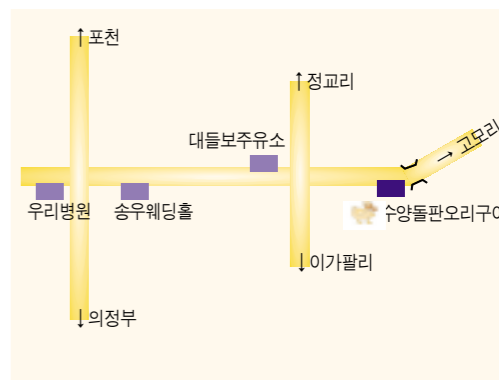 ↑포천
↑정교리
대들보주유소
→ 고모리
우리병원
송우웨딩홀
수양돌판오리구이
↓이가팔리
↓의정부